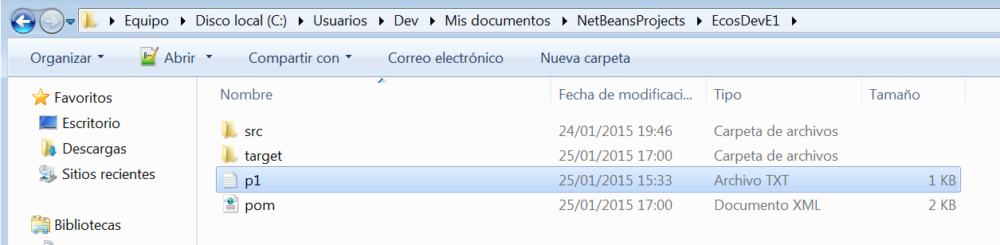 Equipo Disco local (C:) Usuarios Dev Mis documentos NetBeansProjects EcosDevE1
Organizar Abrir Compartir con Correo electrónico Nueva carpeta
Favoritos
Escritorio
Descargas
Sitios recientes
Bibliotecas
Nombre Fecha de modificaci... Tipo Tamaño
src 24/01/2015 19:46 Carpeta de archivos
target 25/01/2015 17:00 Carpeta de archivos
p1 25/01/2015 15:33 Archivo TXT 1 KB
pom 25/01/2015 17:00 Documento XML 2 KB